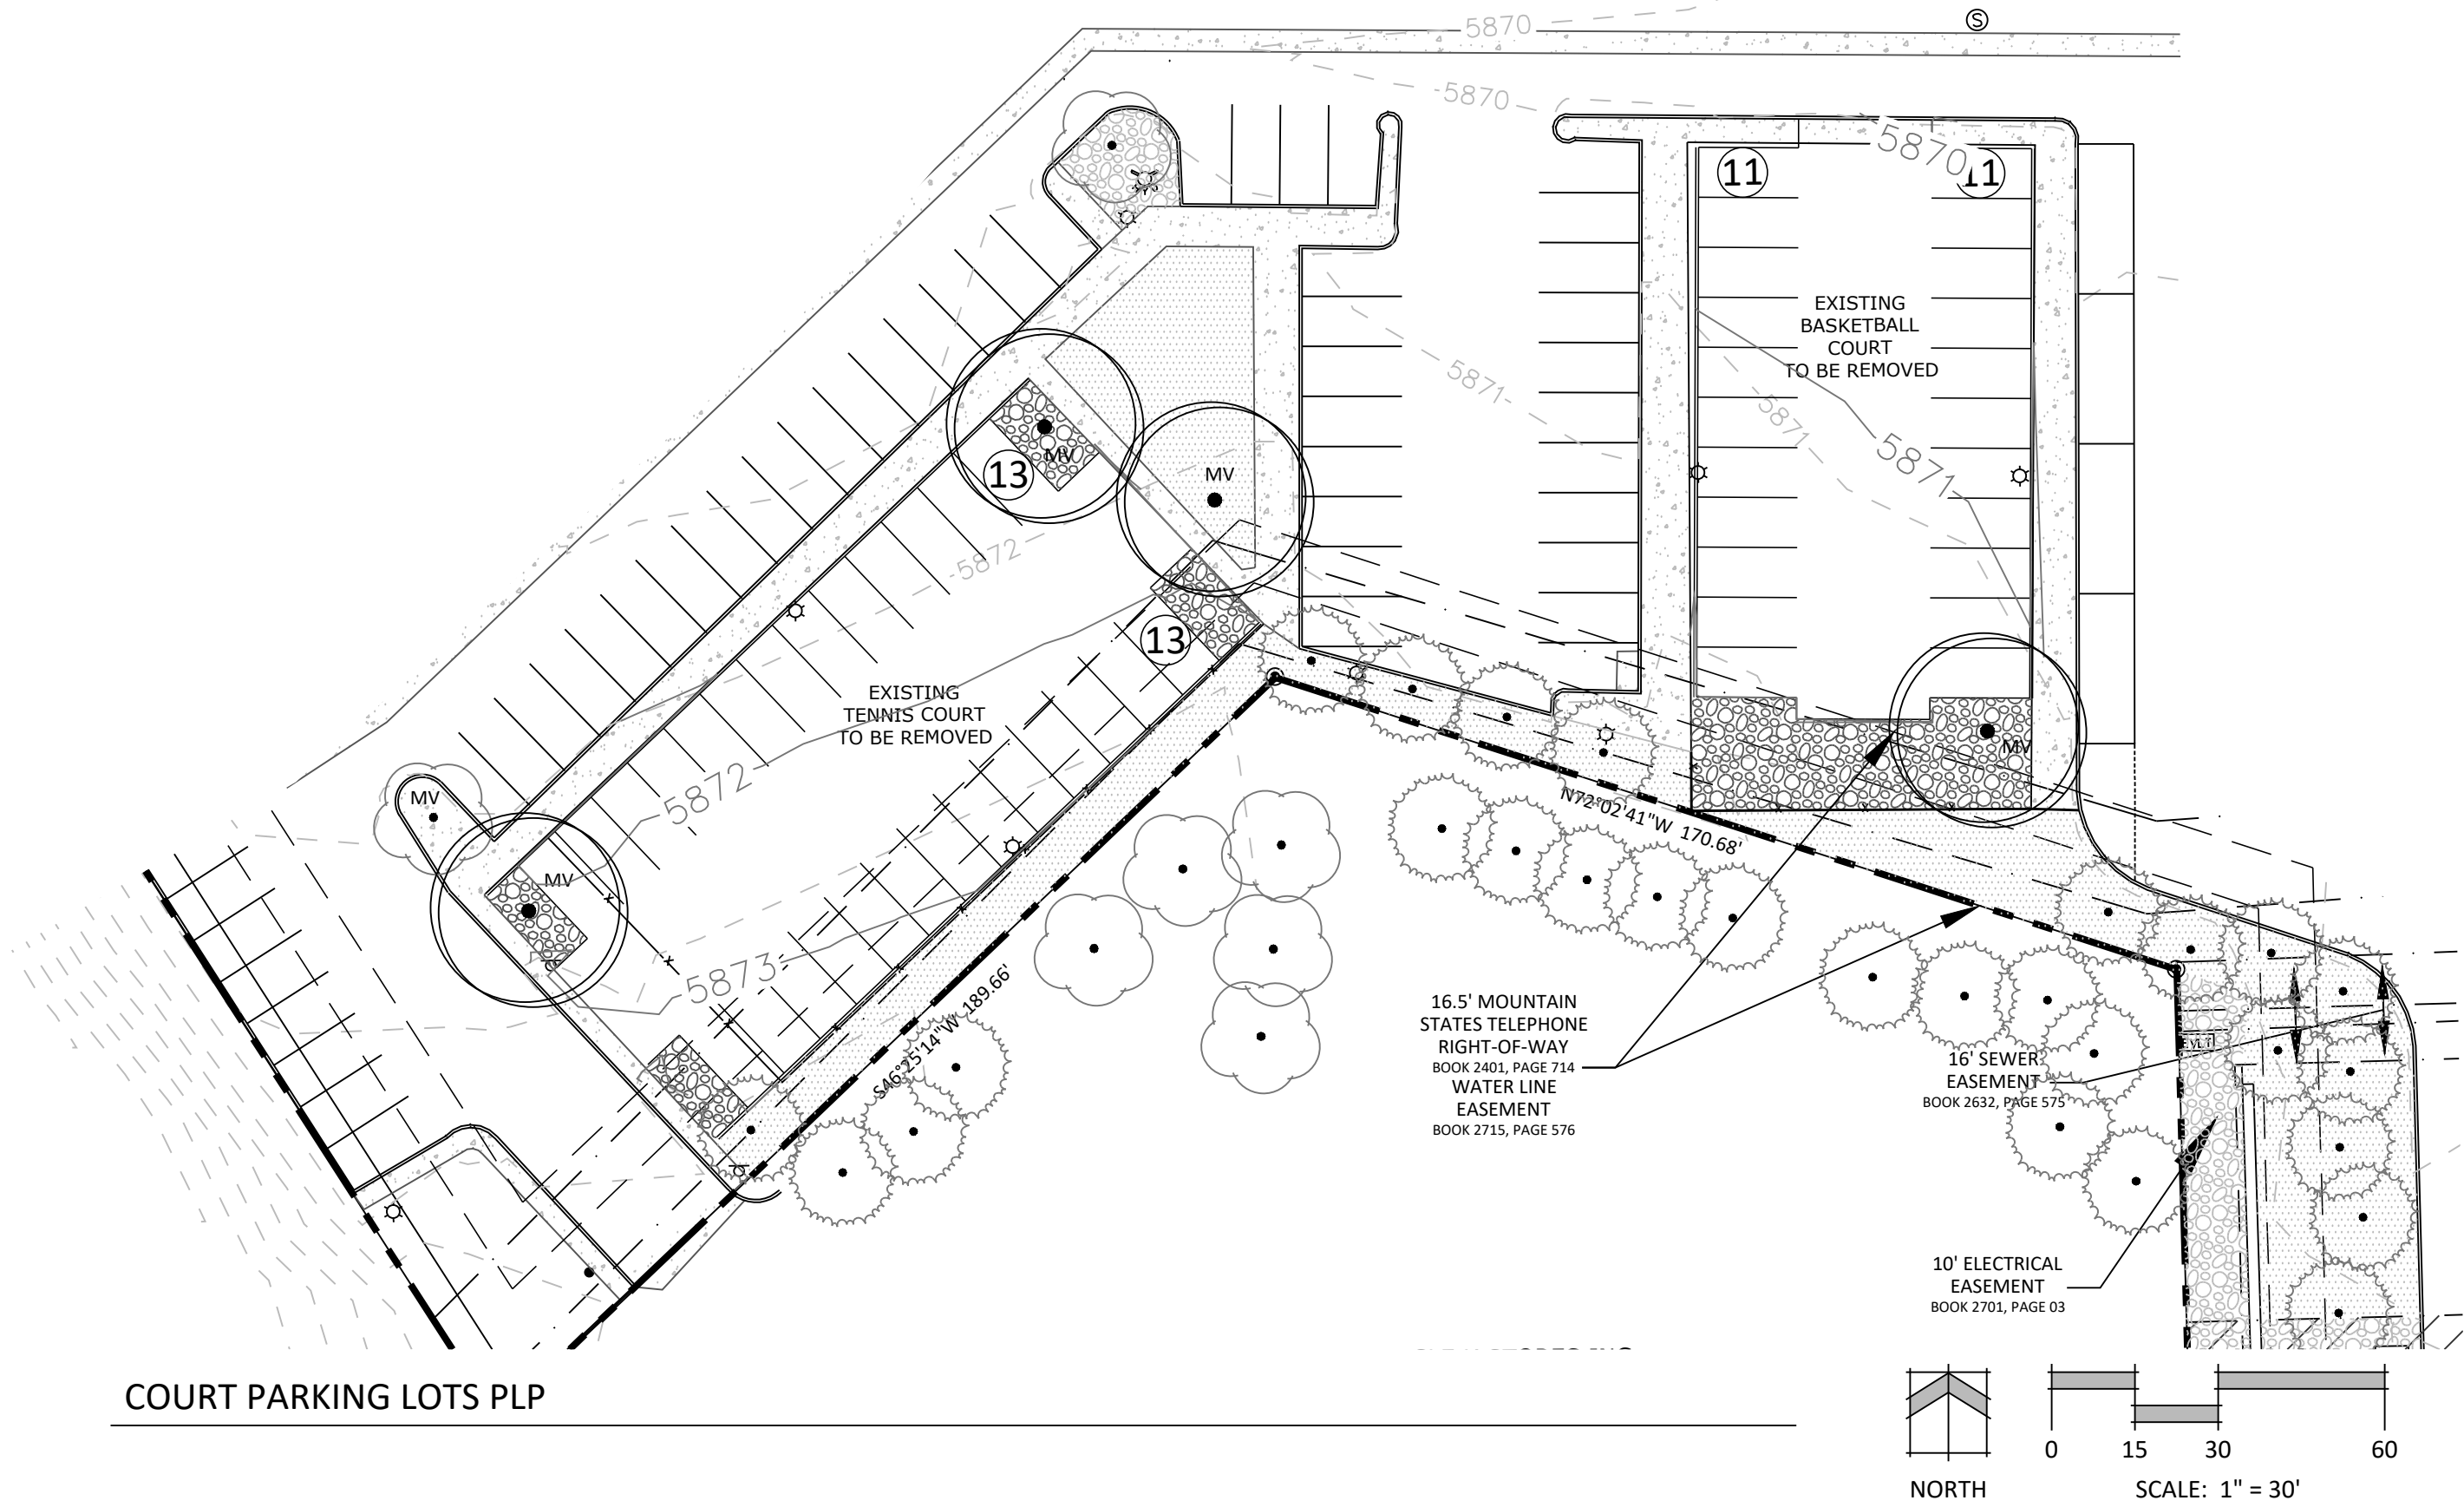 5870
S
-5870
5870
11
11
EXISTING
BASKETBALL
COURT
TO BE REMOVED
5871-
5871
5871
13
MV
MV
-5872
13
EXISTING
TENNIS COURT
TO BE REMOVED
5872
MV
MV
MV
N72°02'41"W 170.68'
5873
S46°25'14"W 189.66'
16.5' MOUNTAIN
STATES TELEPHONE
RIGHT-OF-WAY
BOOK 2401, PAGE 714
WATER LINE
EASEMENT
BOOK 2715, PAGE 576
16' SEWER
EASEMENT
BOOK 2632, PAGE 575
10' ELECTRICAL
EASEMENT
BOOK 2701, PAGE 03
COURT PARKING LOTS PLP
NORTH
0 15 30 60
SCALE: 1" = 30'